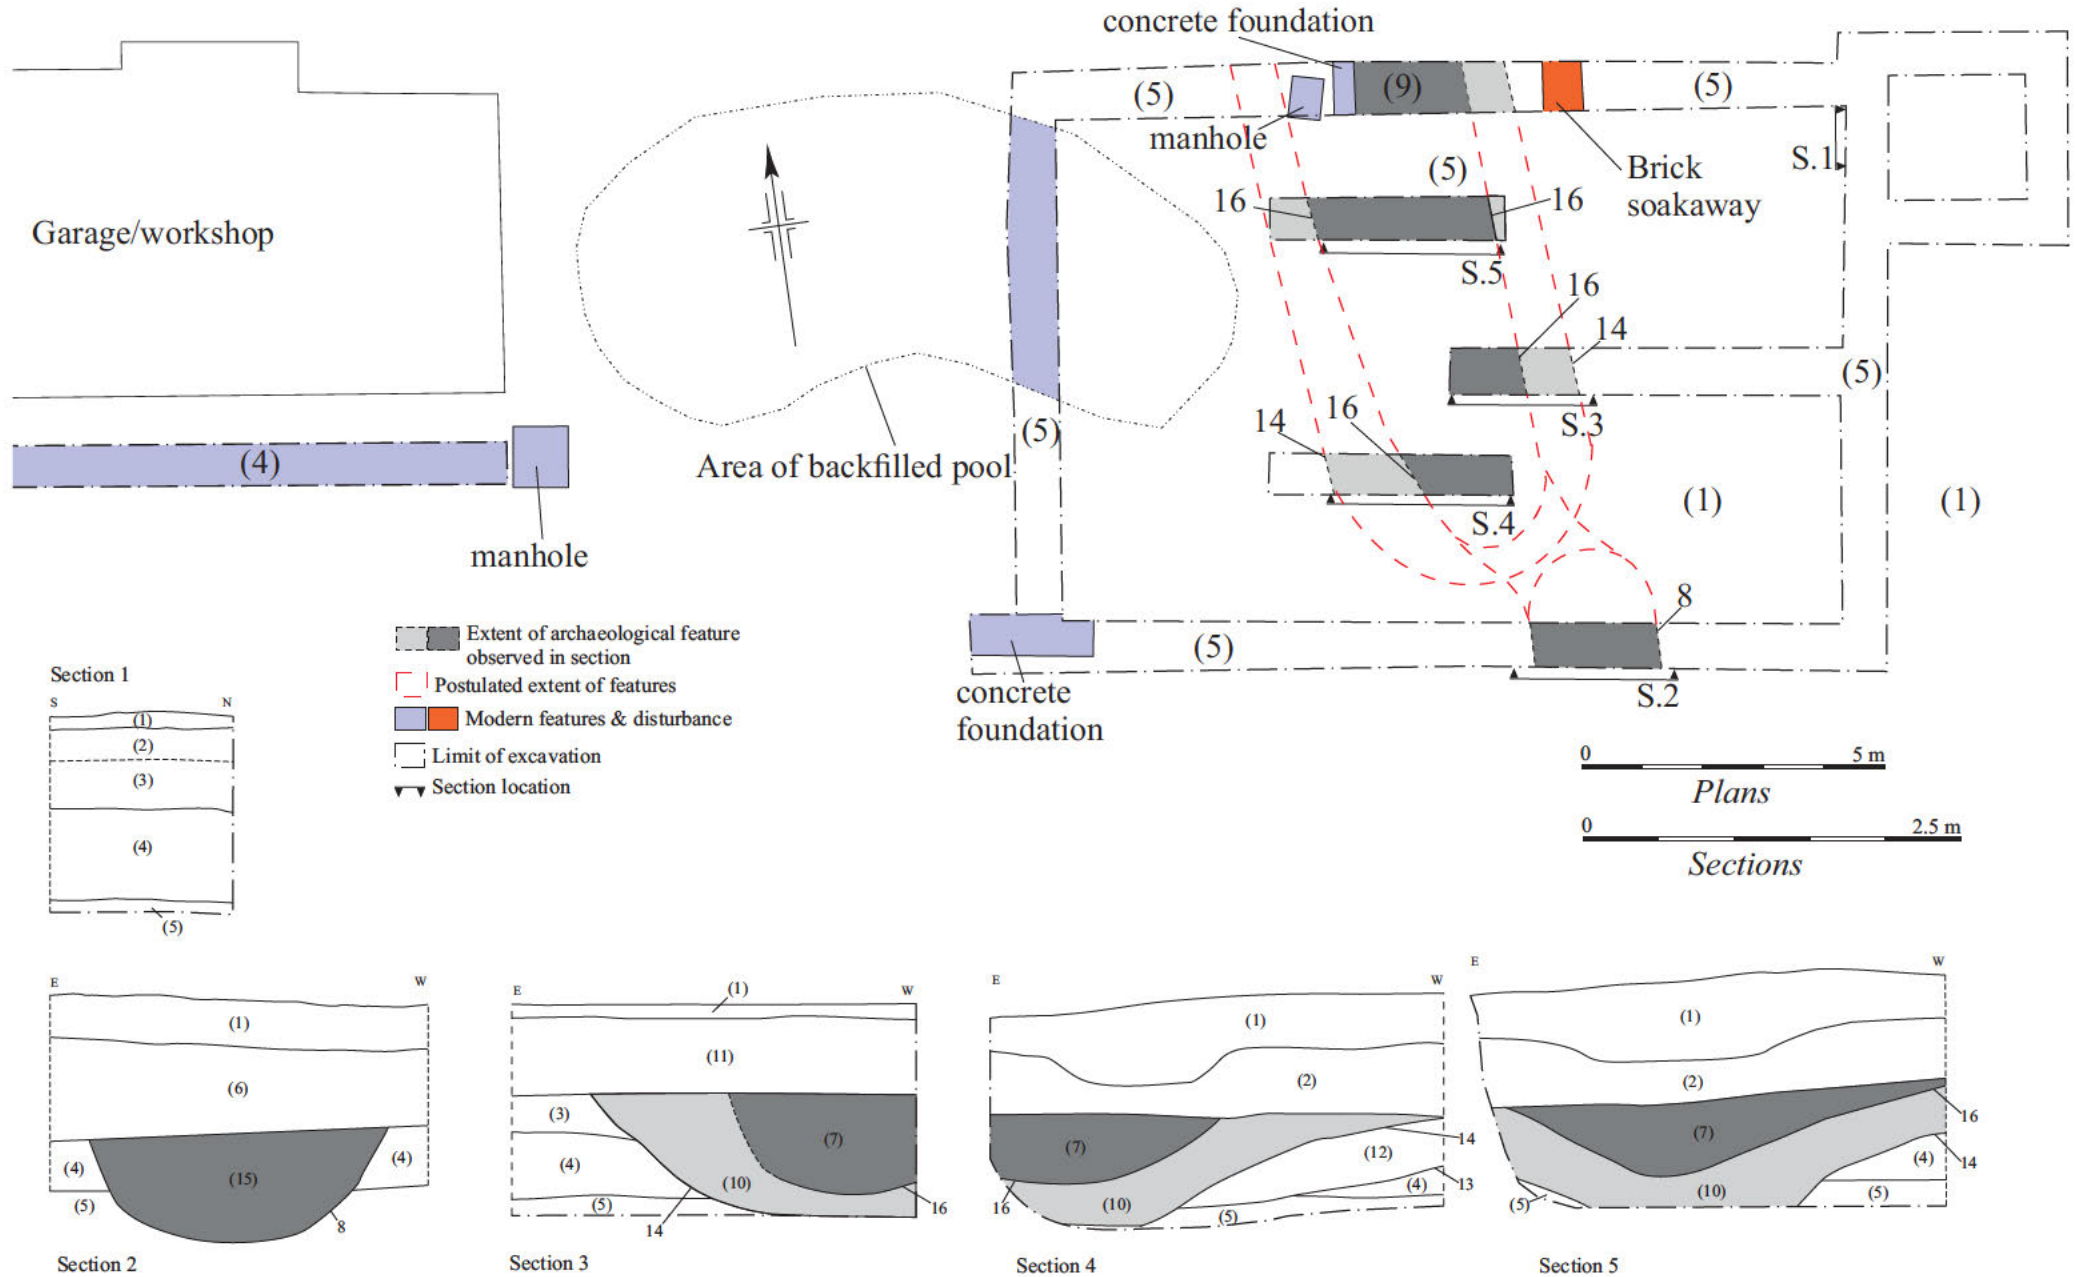 concrete foundation
(5)
(9)
(5)
manhole
Brick
soakaway
S.1
(5)
16
16
S.5
Garage/workshop
16
14
(5)
S.3
14
16
(5)
S.4
(1)
(1)
(4)
Area of backfilled pool
manhole
8
(5)
S.2
concrete
foundation
Extent of archaeological feature
observed in section
Postulated extent of features
Modern features & disturbance
Limit of excavation
Section location
0
5 m
Plans
0
2.5 m
Sections
Section 1
S
N
(1)
(2)
(3)
(4)
(5)
E
W
(1)
(6)
(4)
(4)
(15)
(5)
8
Section 2
E
W
(1)
(11)
(3)
(7)
(4)
(10)
(5)
14
16
Section 3
E
W
(1)
(2)
(7)
14
(12)
13
(4)
16
(10)
(5)
Section 4
E
W
(1)
(2)
16
(7)
14
(4)
(5)
(10)
(5)
Section 5